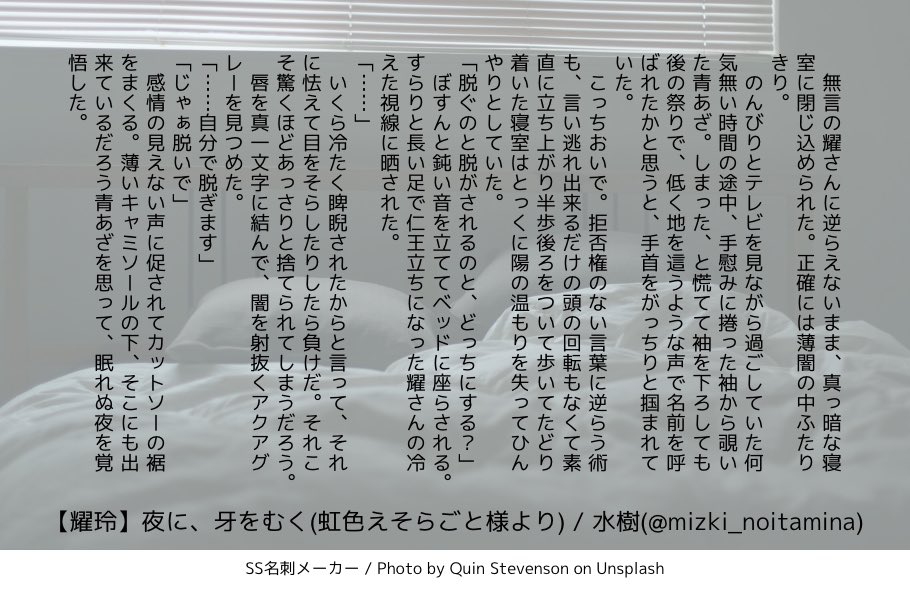 無言の耀さんに逆らえないまま、真っ暗な寝
室に閉じ込められた。正確には薄闇の中ふたり
きり。
　のんびりとテレビを見ながら過ごしていた何
気無い時間の途中、手慰みに捲った袖から覗い
た青あざ。しまった、と慌てて袖を下ろしても
後の祭りで、低く地を這うような声で名前を呼
ばれたかと思うと、手首をがっちりと掴まれて
いた。
　こっちおいで。拒否権のない言葉に逆らう術
も、言い逃れ出来るだけの頭の回転もなくて素
直に立ち上がり半歩後ろをついて歩いてたどり
着いた寝室はとっくに陽の温もりを失ってひん
やりとしていた。
「脱ぐのと脱がされるのと、どっちにする？」
　ぼすんと鈍い音を立ててベッドに座らされる。
すらりと長い足で仁王立ちになった耀さんの冷
えた視線に晒された。
「……」
　いくら冷たく睥睨されたからと言って、それ
に怯えて目をそらしたりしたら負けだ。それこ
そ驚くほどあっさりと捨てられてしまうだろう。
　唇を真一文字に結んで、闇を射抜くアクアグ
レーを見つめた。
「……自分で脱ぎます」
「じゃぁ脱いで」
　感情の見えない声に促されてカットソーの裾
をまくる。薄いキャミソールの下、そこにも出
来ているだろう青あざを思って、眠れぬ夜を覚
悟した。
【耀玲】夜に、牙をむく(虹色えそらごと様より) / 水樹(@mizki_noitamina)
SS名刺メーカー / Photo by Quin Stevenson on Unsplash